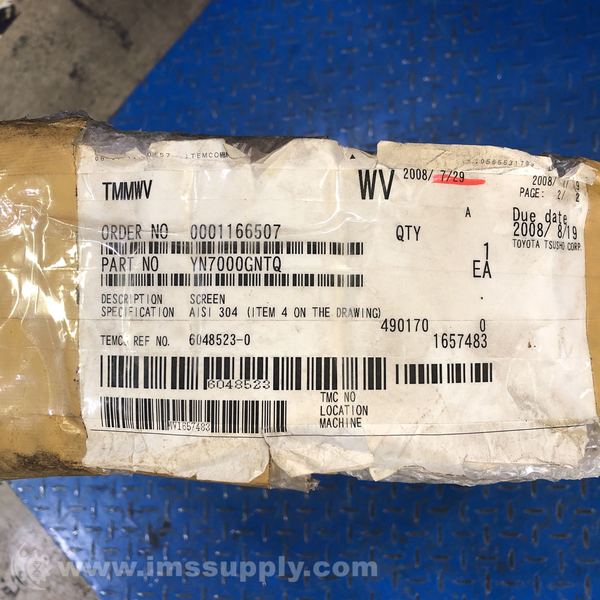 TMMWV
WV
2008/ 7/29
PAGE: 2/ 2
A
ORDER NO 0001166507
QTY
1
Due date
2008/ 8/19
TOYOTA TSUSHO CORP.
PART NO YN7000GNTQ
EA
DESCRIPTION SCREEN
SPECIFICATION AISI 304 (ITEM 4 ON THE DRAWING)
490170 0
TEMC REF NO. 6048523-0
1657483
6048523
TMC NO
LOCATION
MACHINE
www.imssupply.com